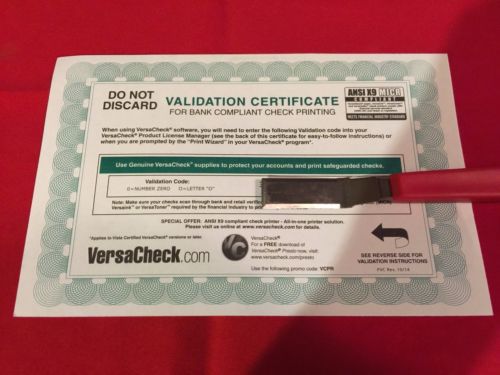 DO NOT
DISCARD
VALIDATION CERTIFICATE
FOR BANK COMPLIANT CHECK PRINTING
ANSI X9 MICR
COMPLIANT
MEETS FINANCIAL INDUSTRY STANDARDS
When using VersaCheck® software, you will need to enter the following Validation code into your
VersaCheck® Product License Manager (see the back of this certificate for easy-to-follow instructions) or
when you are prompted by the "Print Wizard" in your VersaCheck® program*.
Use Genuine VersaCheck® supplies to protect your accounts and print safeguarded checks.
Validation Code:
0=NUMBER ZERO O=LETTER "O"
Note: Make sure your checks scan through bank and retail
VersaInk® or VersaToner® required by the financial industry to
SPECIAL OFFER: ANSI X9 compliant check printer - All-in-one printer solution.
Please visit us online at www.versacheck.com for details.
*Applies to Vista Certified VersaCheck® versions or later.
VersaCheck.com
VersaCheck®
For a FREE download of
VersaCheck® Presto now, visit:
www.versacheck.com/presto
Use the following promo code: VCPR
SEE REVERSE SIDE FOR
VALIDATION INSTRUCTIONS